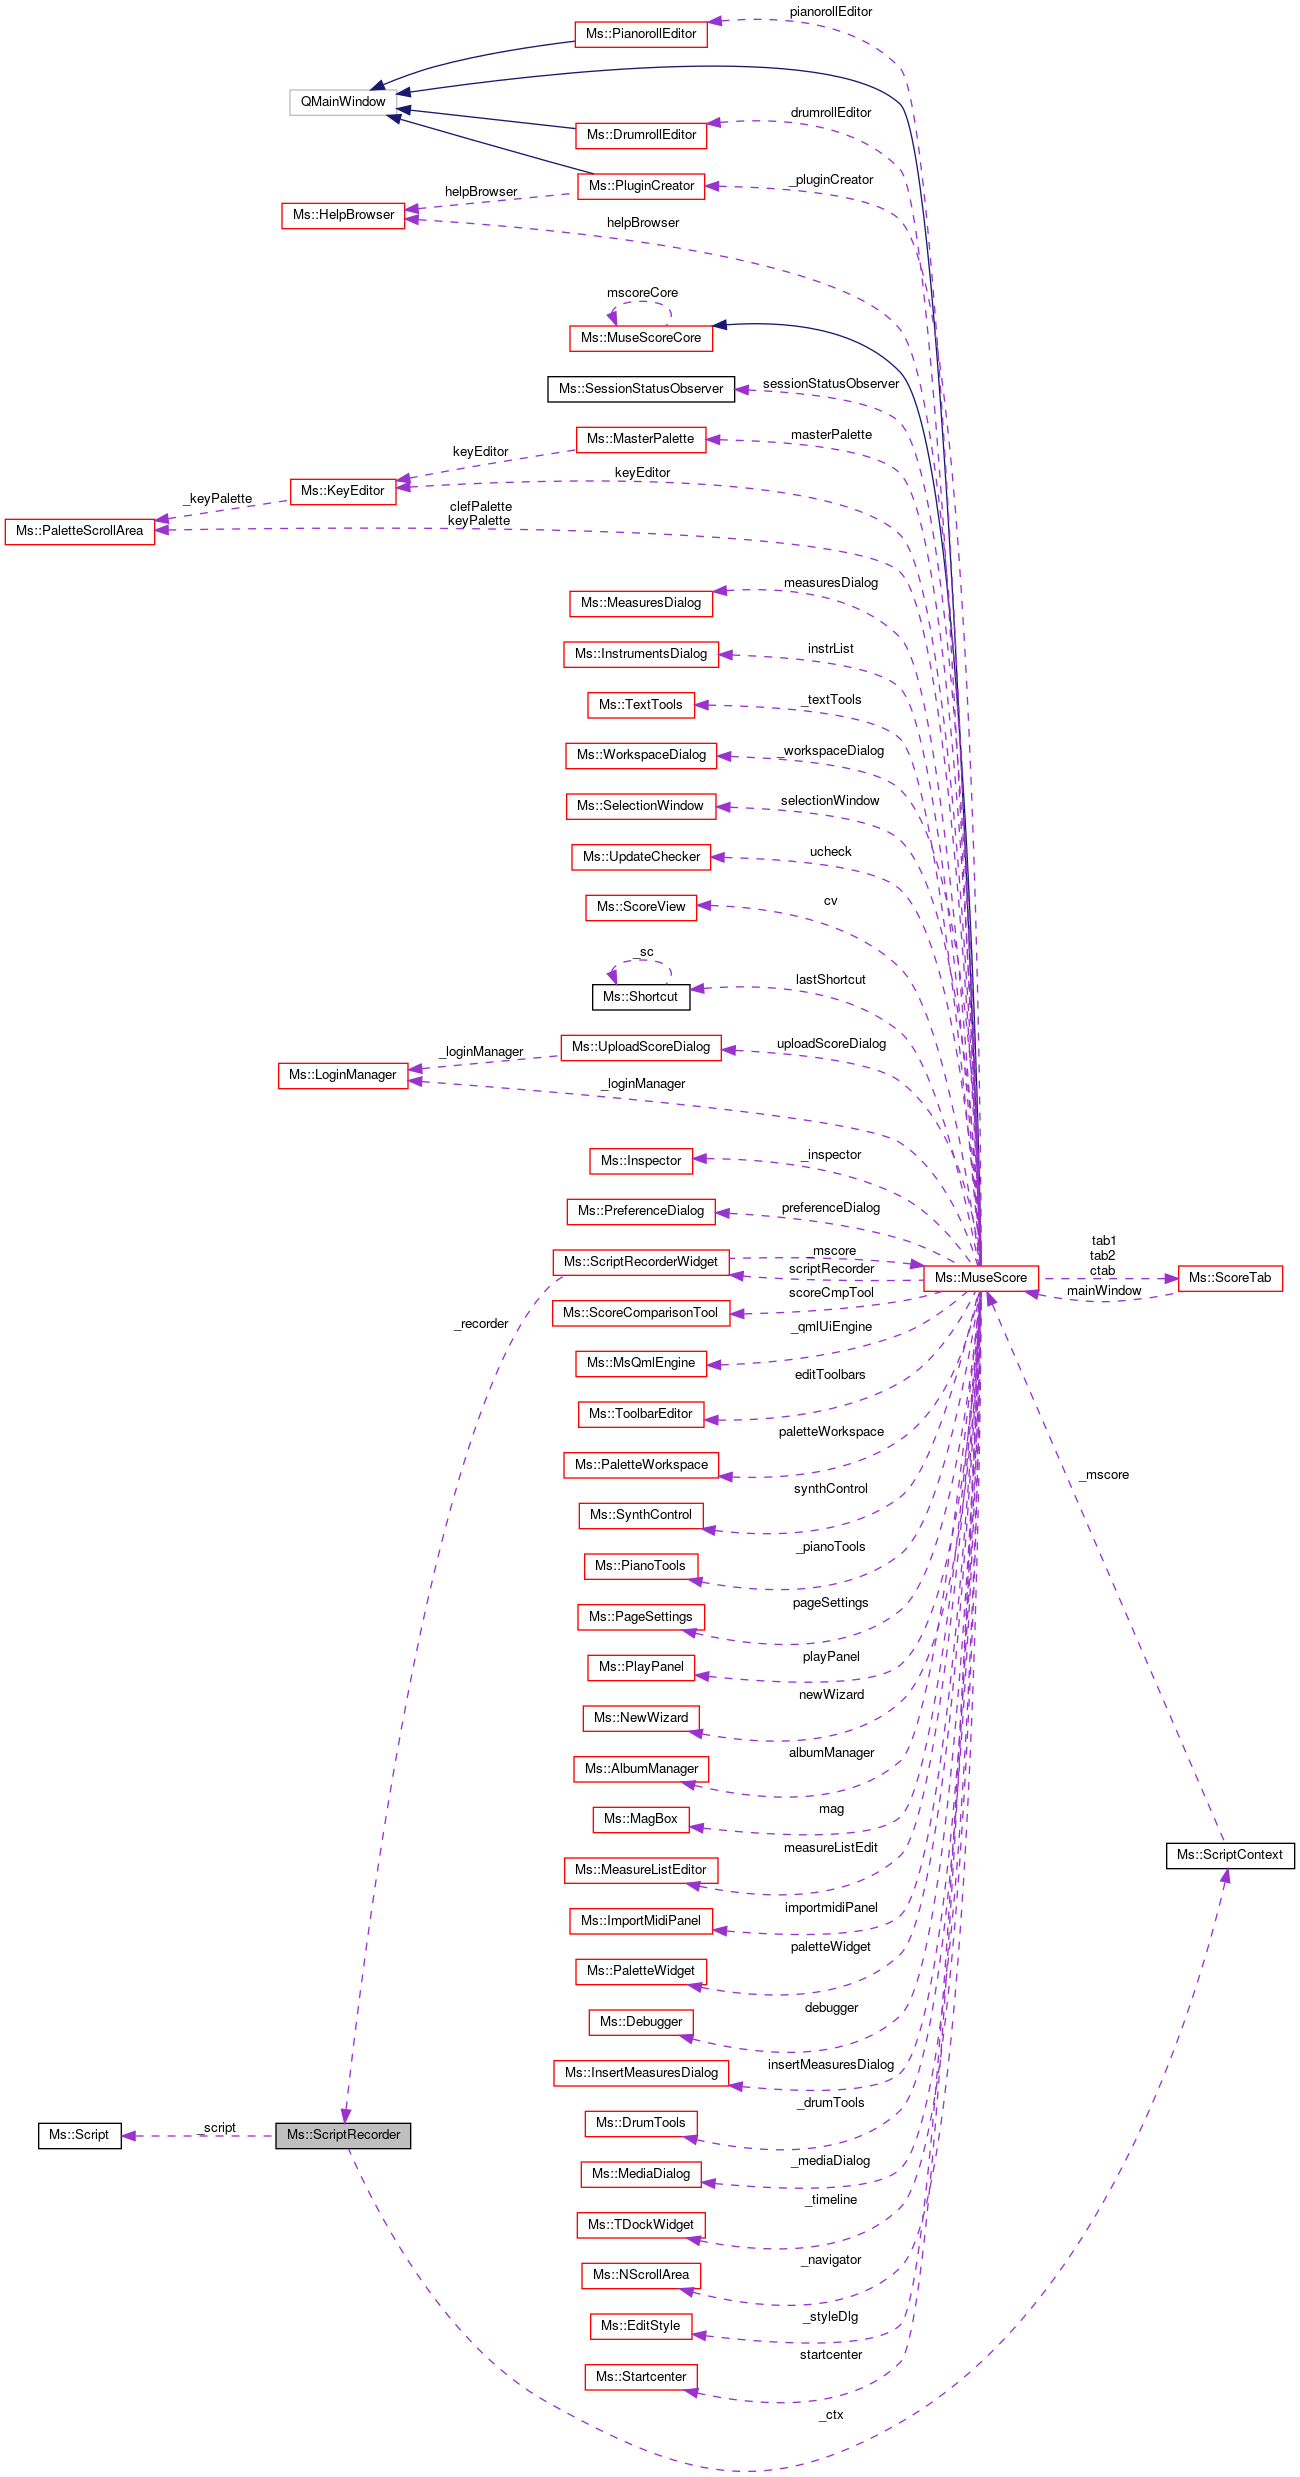 pianorollEditor
Ms::PianorollEditor
QMainWindow
drumrollEditor
Ms::DrumrollEditor
_pluginCreator
Ms::PluginCreator
helpBrowser
Ms::HelpBrowser
helpBrowser
mscoreCore
Ms::MuseScoreCore
sessionStatusObserver
Ms::SessionStatusObserver
masterPalette
Ms::MasterPalette
keyEditor
keyEditor
Ms::KeyEditor
_keyPalette
clefPalette
keyPalette
Ms::PaletteScrollArea
measuresDialog
Ms::MeasuresDialog
instrList
Ms::InstrumentsDialog
_textTools
Ms::TextTools
_workspaceDialog
Ms::WorkspaceDialog
selectionWindow
Ms::SelectionWindow
ucheck
Ms::UpdateChecker
cv
Ms::ScoreView
_sc
lastShortcut
Ms::Shortcut
uploadScoreDialog
Ms::UploadScoreDialog
_loginManager
Ms::LoginManager
_loginManager
_inspector
Ms::Inspector
preferenceDialog
Ms::PreferenceDialog
_mscore
Ms::ScriptRecorderWidget
scriptRecorder
tab1
tab2
ctab
Ms::MuseScore
Ms::ScoreTab
mainWindow
scoreCmpTool
Ms::ScoreComparisonTool
_recorder
_qmlUiEngine
Ms::MsQmlEngine
editToolbars
Ms::ToolbarEditor
paletteWorkspace
Ms::PaletteWorkspace
_mscore
synthControl
Ms::SynthControl
_pianoTools
Ms::PianoTools
pageSettings
Ms::PageSettings
playPanel
Ms::PlayPanel
newWizard
Ms::NewWizard
albumManager
Ms::AlbumManager
mag
Ms::MagBox
measureListEdit
Ms::ScriptContext
Ms::MeasureListEditor
importmidiPanel
Ms::ImportMidiPanel
paletteWidget
Ms::PaletteWidget
debugger
Ms::Debugger
insertMeasuresDialog
Ms::InsertMeasuresDialog
_drumTools
Ms::DrumTools
_script
Ms::Script
Ms::ScriptRecorder
_mediaDialog
Ms::MediaDialog
_timeline
Ms::TDockWidget
_navigator
Ms::NScrollArea
_styleDlg
Ms::EditStyle
startcenter
Ms::Startcenter
_ctx